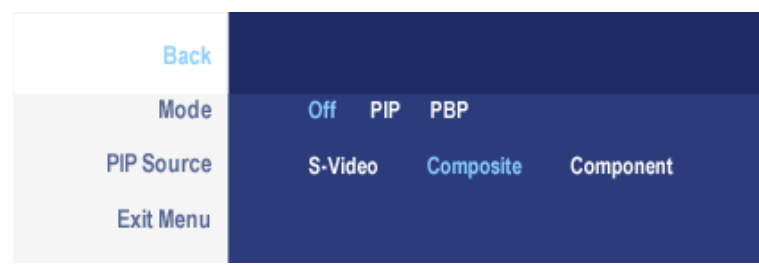 Back
Mode Off PIP PBP
PIP Source S-Video Composite Component
Exit Menu